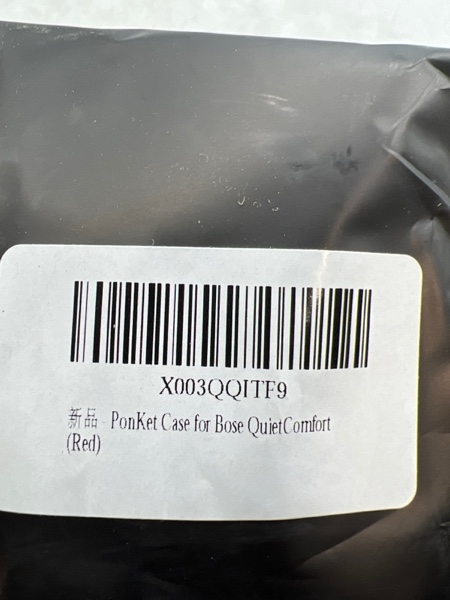 X003QQITF9
新品 - PonKet Case for Bose QuietComfort
(Red)